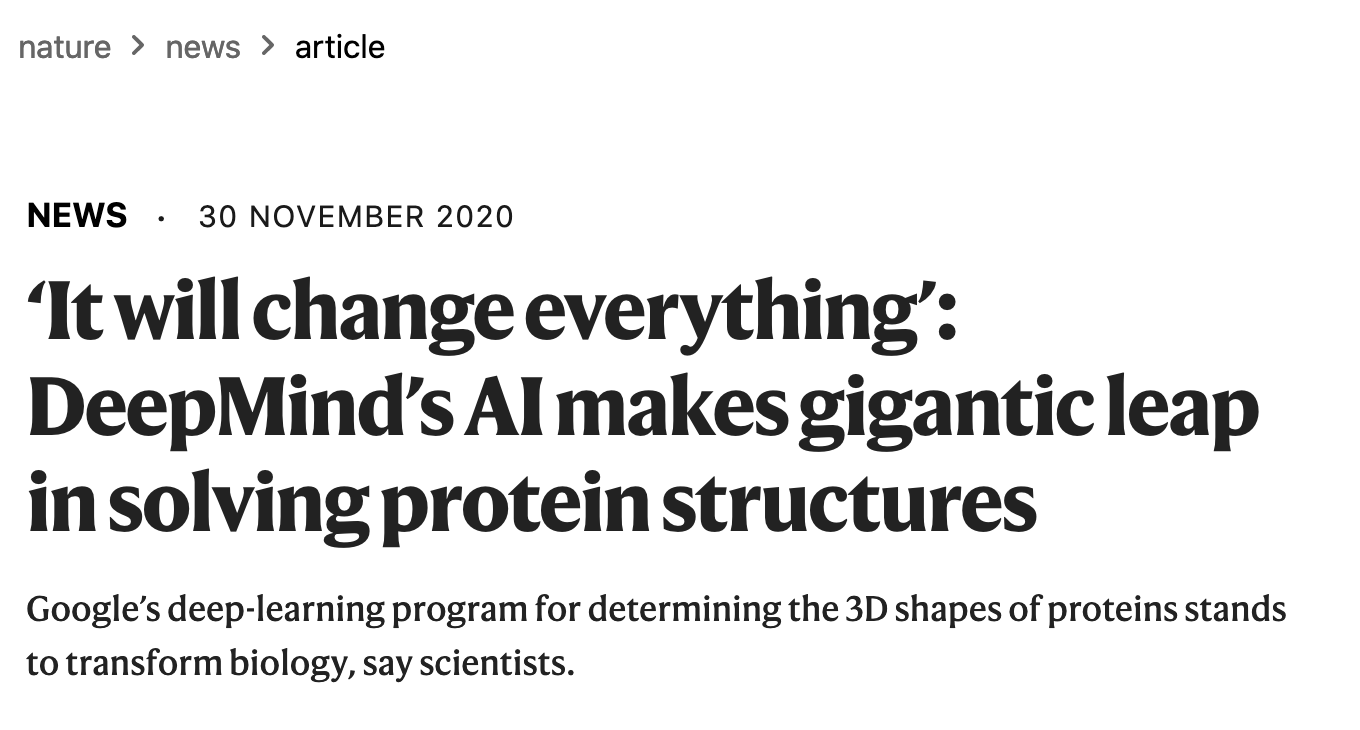 nature > news > article
NEWS · 30 NOVEMBER 2020
‘It will change everything’:
DeepMind’s AI makes gigantic leap
in solving protein structures
Google’s deep-learning program for determining the 3D shapes of proteins stands
to transform biology, say scientists.